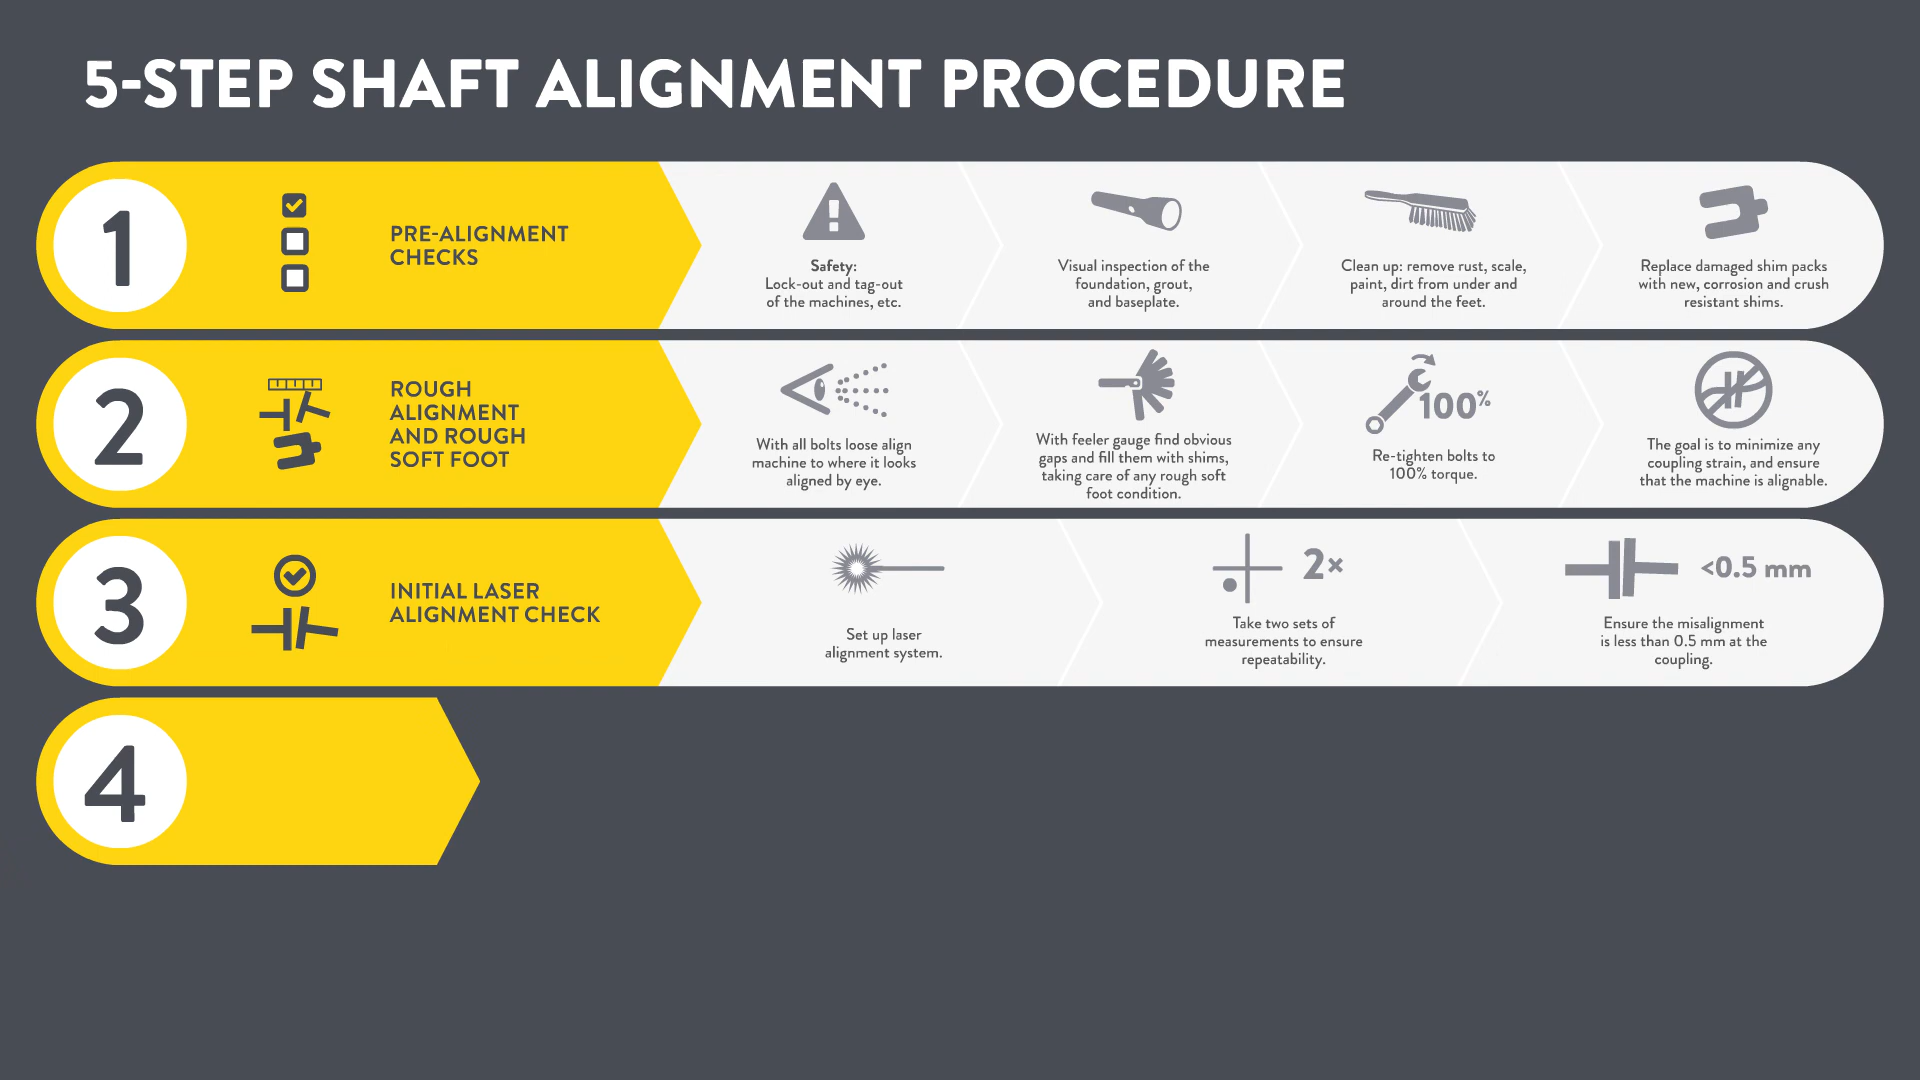 5-STEP SHAFT ALIGNMENT PROCEDURE
1
PRE-ALIGNMENT
CHECKS
Safety:
Lock-out and tag-out
of the machines, etc.
Visual inspection of the
foundation, grout,
and baseplate.
Clean up: remove rust, scale,
paint, dirt from under and
around the feet.
Replace damaged shim packs
with new, corrosion and crush
resistant shims.
2
ROUGH
ALIGNMENT
AND ROUGH
SOFT FOOT
With all bolts loose align
machine to where it looks
aligned by eye.
With feeler gauge find obvious
gaps and fill them with shims,
taking care of any rough soft
foot condition.
100%
Re-tighten bolts to
100% torque.
The goal is to minimize any
coupling strain, and ensure
that the machine is alignable.
3
INITIAL LASER
ALIGNMENT CHECK
Set up laser
alignment system.
2×
Take two sets of
measurements to ensure
repeatability.
<0.5 mm
Ensure the misalignment
is less than 0.5 mm at the
coupling.
4